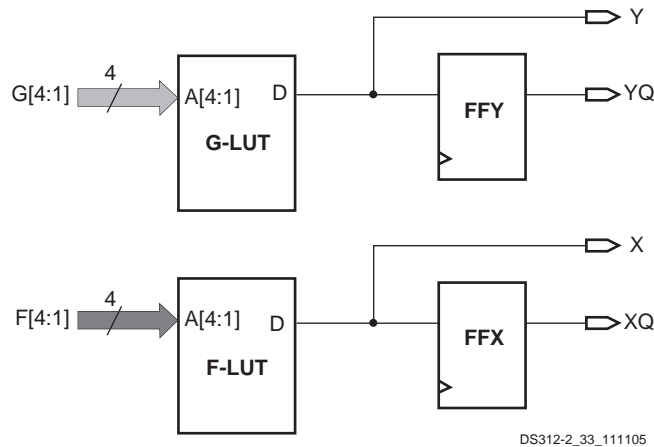 Y
4
G[4:1]
A[4:1]
D
YQ
FFY
G-LUT
X
4
F[4:1]
A[4:1]
D
XQ
FFX
F-LUT
DS312-2_33_111105